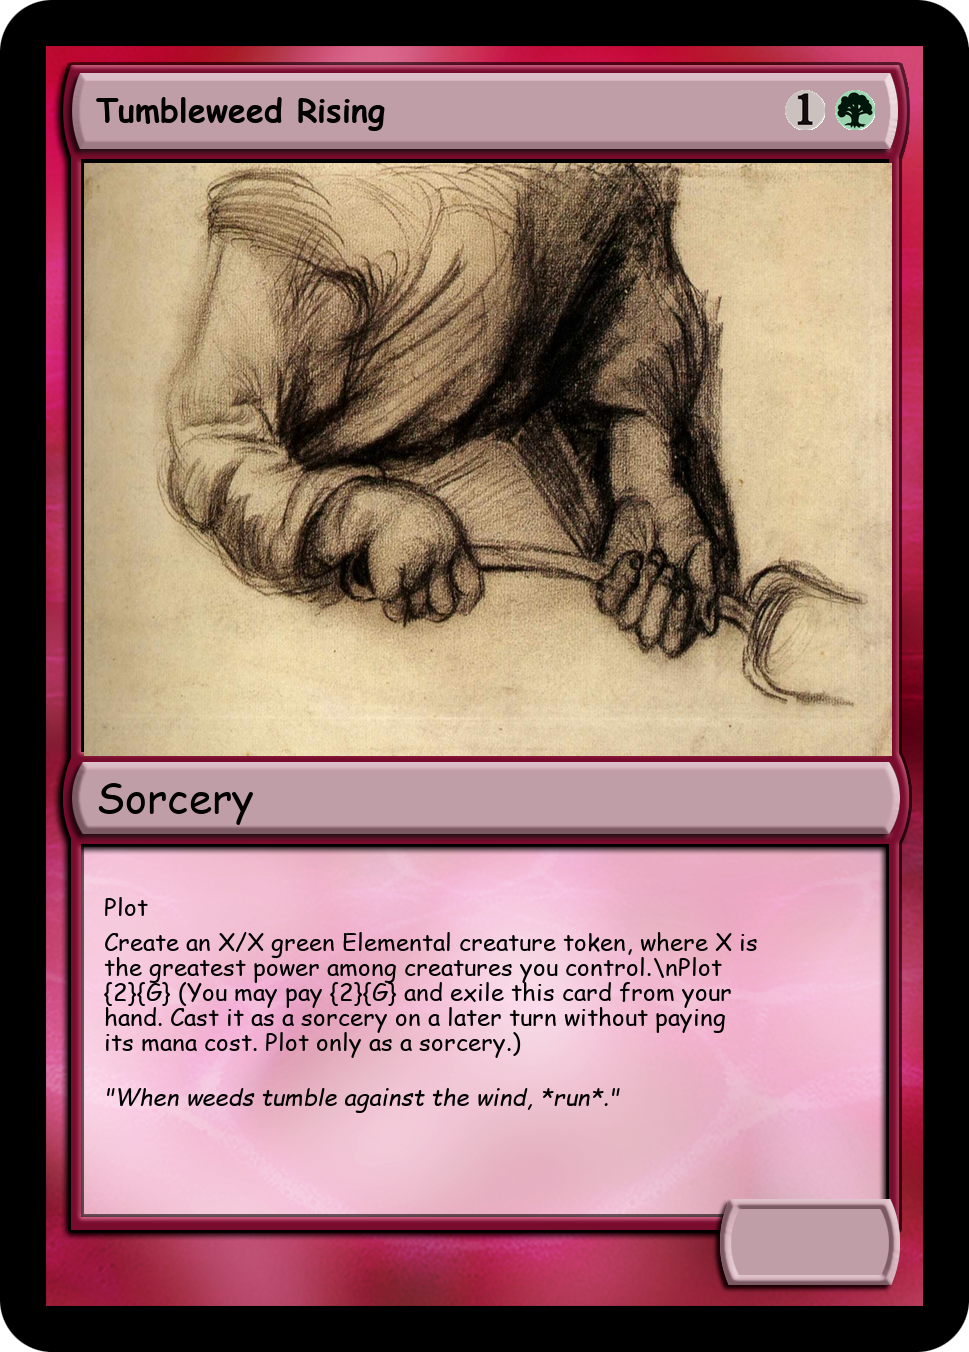 Tumbleweed Rising 1
Sorcery
Plot
Create an X/X green Elemental creature token, where X is
the greatest power among creatures you control.\nPlot
{2}{G} (You may pay {2}{G} and exile this card from your
hand. Cast it as a sorcery on a later turn without paying
its mana cost. Plot only as a sorcery.)
"When weeds tumble against the wind, *run*."